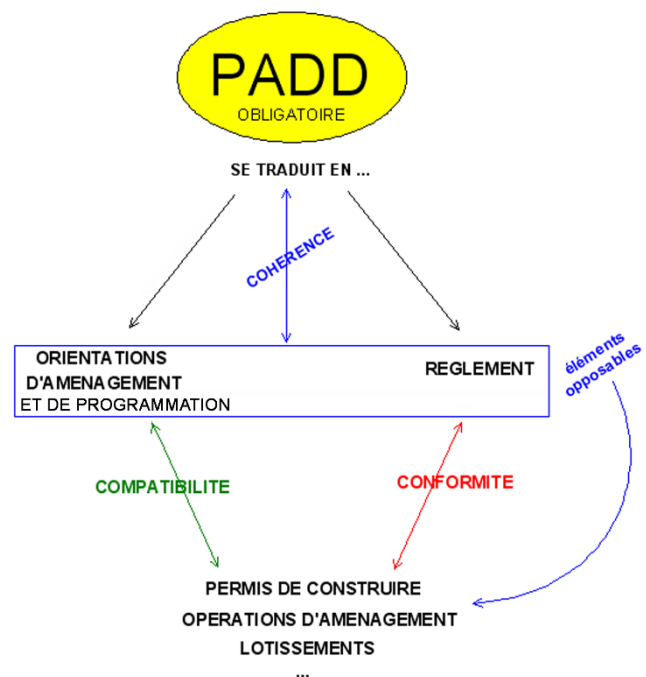 PADD
OBLIGATOIRE
SE TRADUIT EN ...
COHERENCE
ORIENTATIONS
D'AMENAGEMENT
ET DE PROGRAMMATION
REGLEMENT
éléments
opposables
COMPATIBILITE
CONFORMITE
PERMIS DE CONSTRUIRE
OPERATIONS D'AMENAGEMENT
LOTISSEMENTS
...